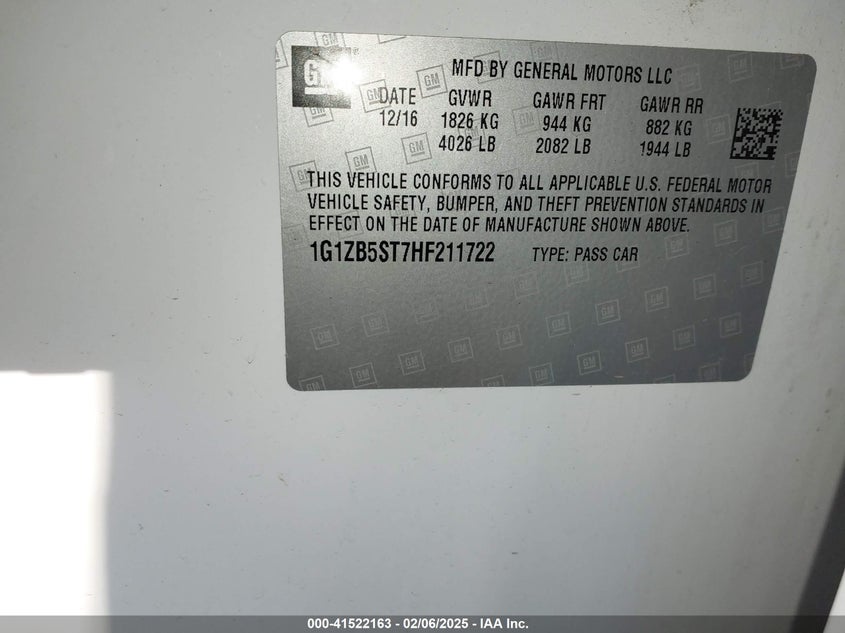 GM
MFD BY GENERAL MOTORS LLC
DATE GVWR GAWR FRT GAWR RR
12/16 1826 KG 944 KG 882 KG
4026 LB 2082 LB 1944 LB
THIS VEHICLE CONFORMS TO ALL APPLICABLE U.S. FEDERAL MOTOR
VEHICLE SAFETY, BUMPER, AND THEFT PREVENTION STANDARDS IN
EFFECT ON THE DATE OF MANUFACTURE SHOWN ABOVE.
1G1ZB5ST7HF211722 TYPE: PASS CAR
000-41522163 - 02/06/2025 - IAA Inc.